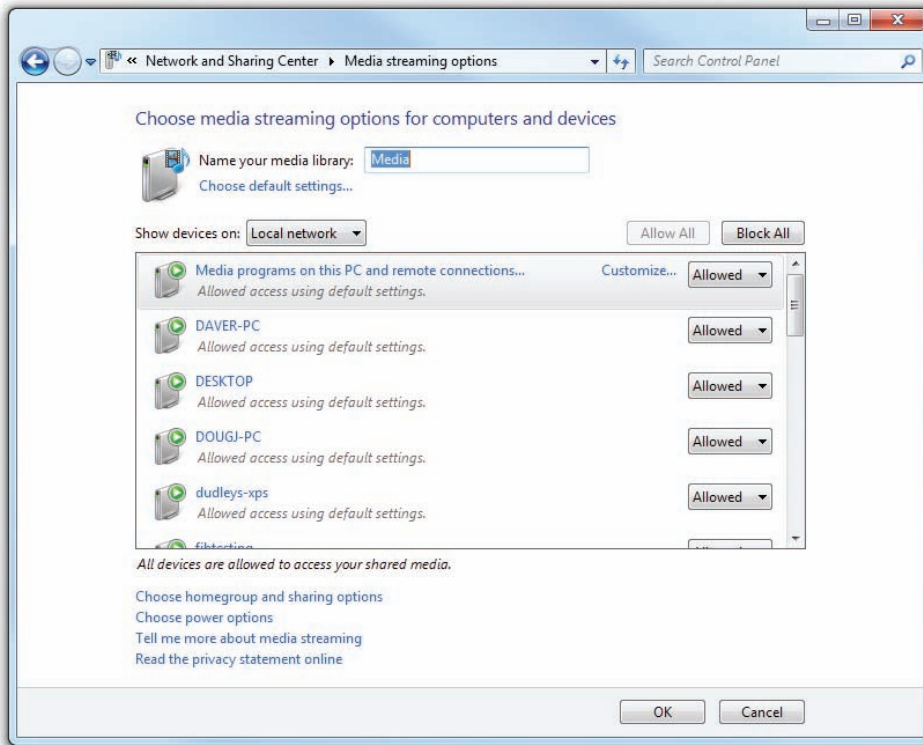 « Network and Sharing Center ▸ Media streaming options Search Control Panel
Choose media streaming options for computers and devices
Name your media library: Media
Choose default settings...
Show devices on: Local network Allow All Block All
Media programs on this PC and remote connections... Customize... Allowed
Allowed access using default settings.
DAVER-PC Allowed
Allowed access using default settings.
DESKTOP Allowed
Allowed access using default settings.
DOUGJ-PC Allowed
Allowed access using default settings.
dudleys-xps Allowed
Allowed access using default settings.
All devices are allowed to access your shared media.
Choose homegroup and sharing options
Choose power options
Tell me more about media streaming
Read the privacy statement online
OK Cancel